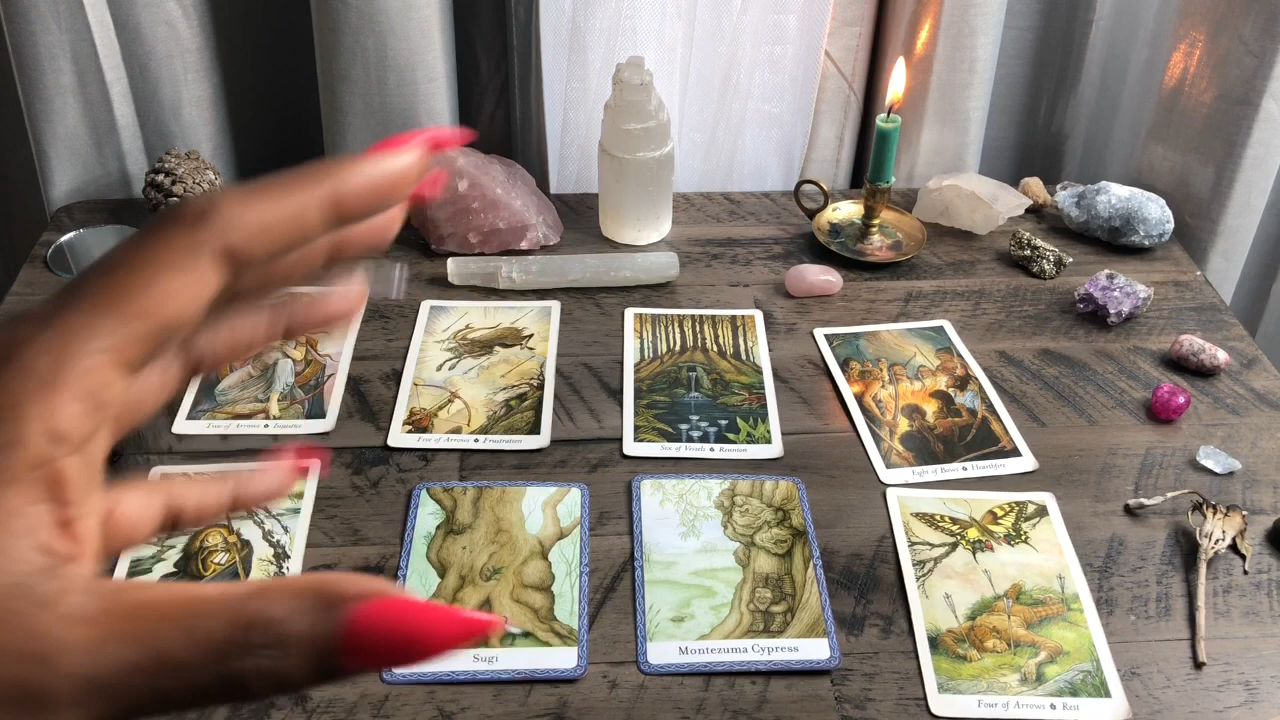 Two of Arrows Injustice
Five of Arrows Frustration
Six of Vessels Reunion
Eight of Bows Hearthfire
Sugi
Montezuma Cypress
Four of Arrows Rest